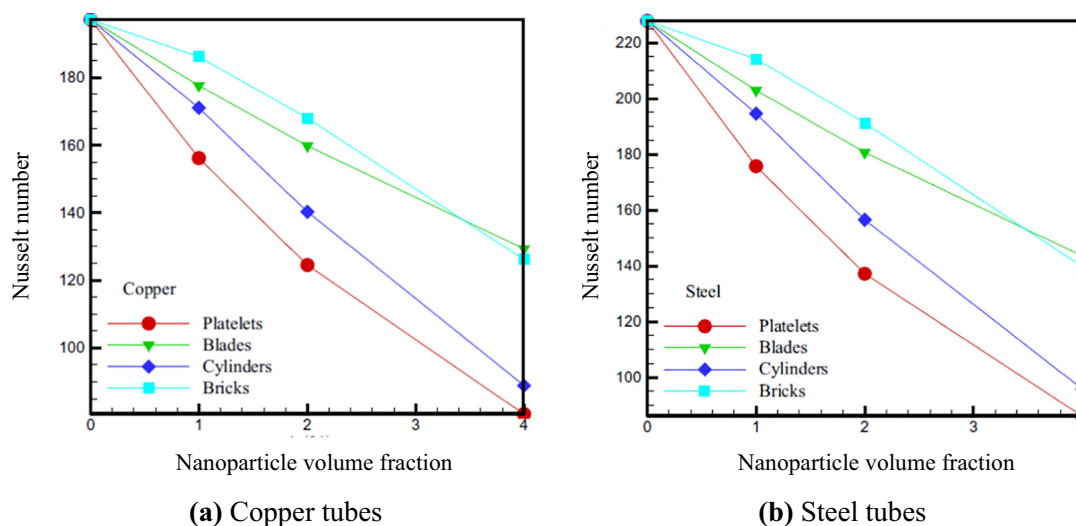 180
160
140
120
100
Nusselt number
Copper
Platelets
Blades
Cylinders
Bricks
0 1 2 3 4
Nanoparticle volume fraction
(a) Copper tubes
220
200
180
160
140
120
100
Nusselt number
Steel
Platelets
Blades
Cylinders
Bricks
0 1 2 3
Nanoparticle volume fraction
(b) Steel tubes